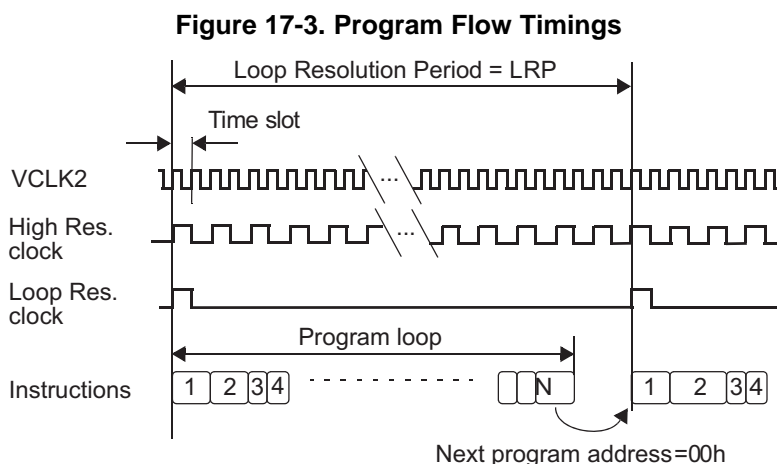 Figure 17-3. Program Flow Timings
Loop Resolution Period = LRP
Time slot
VCLK2
...
High Res.
clock
...
Loop Res.
clock
Program loop
Instructions
1 2 3 4
N
1 2 3 4
Next program address=00h